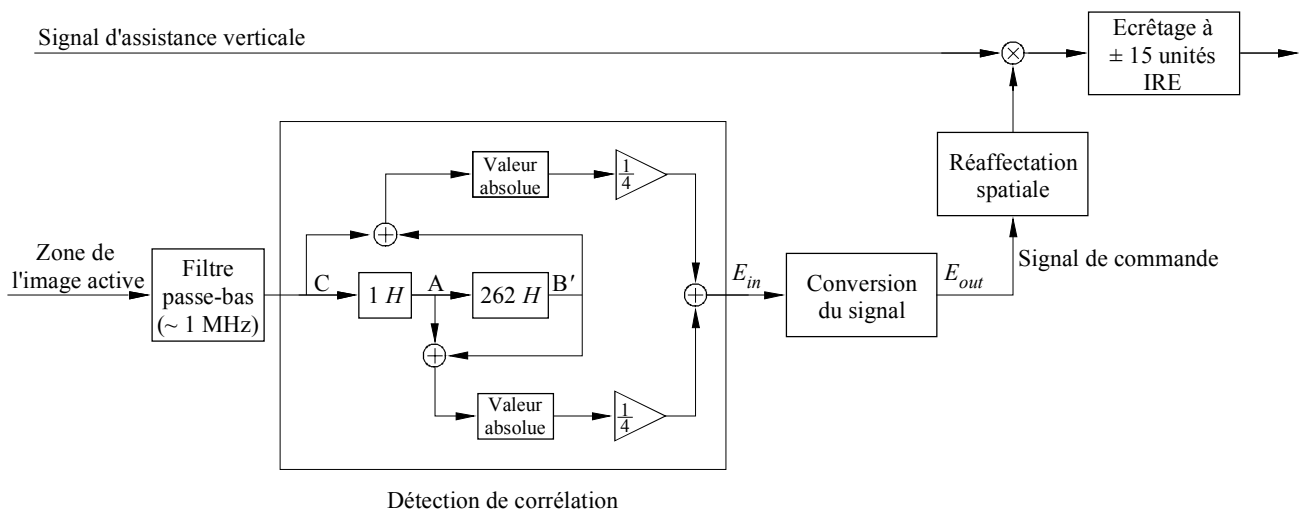 Signal d'assistance verticale
Ecrêtage à
± 15 unités
IRE
Réaffectation
spatiale
Valeur
absolue
1
4
Zone de
l'image active
Filtre
passe-bas
(~ 1 MHz)
C
1 H
A
262 H
B′
E_in
Conversion
du signal
E_out
Signal de commande
Valeur
absolue
1
4
Détection de corrélation